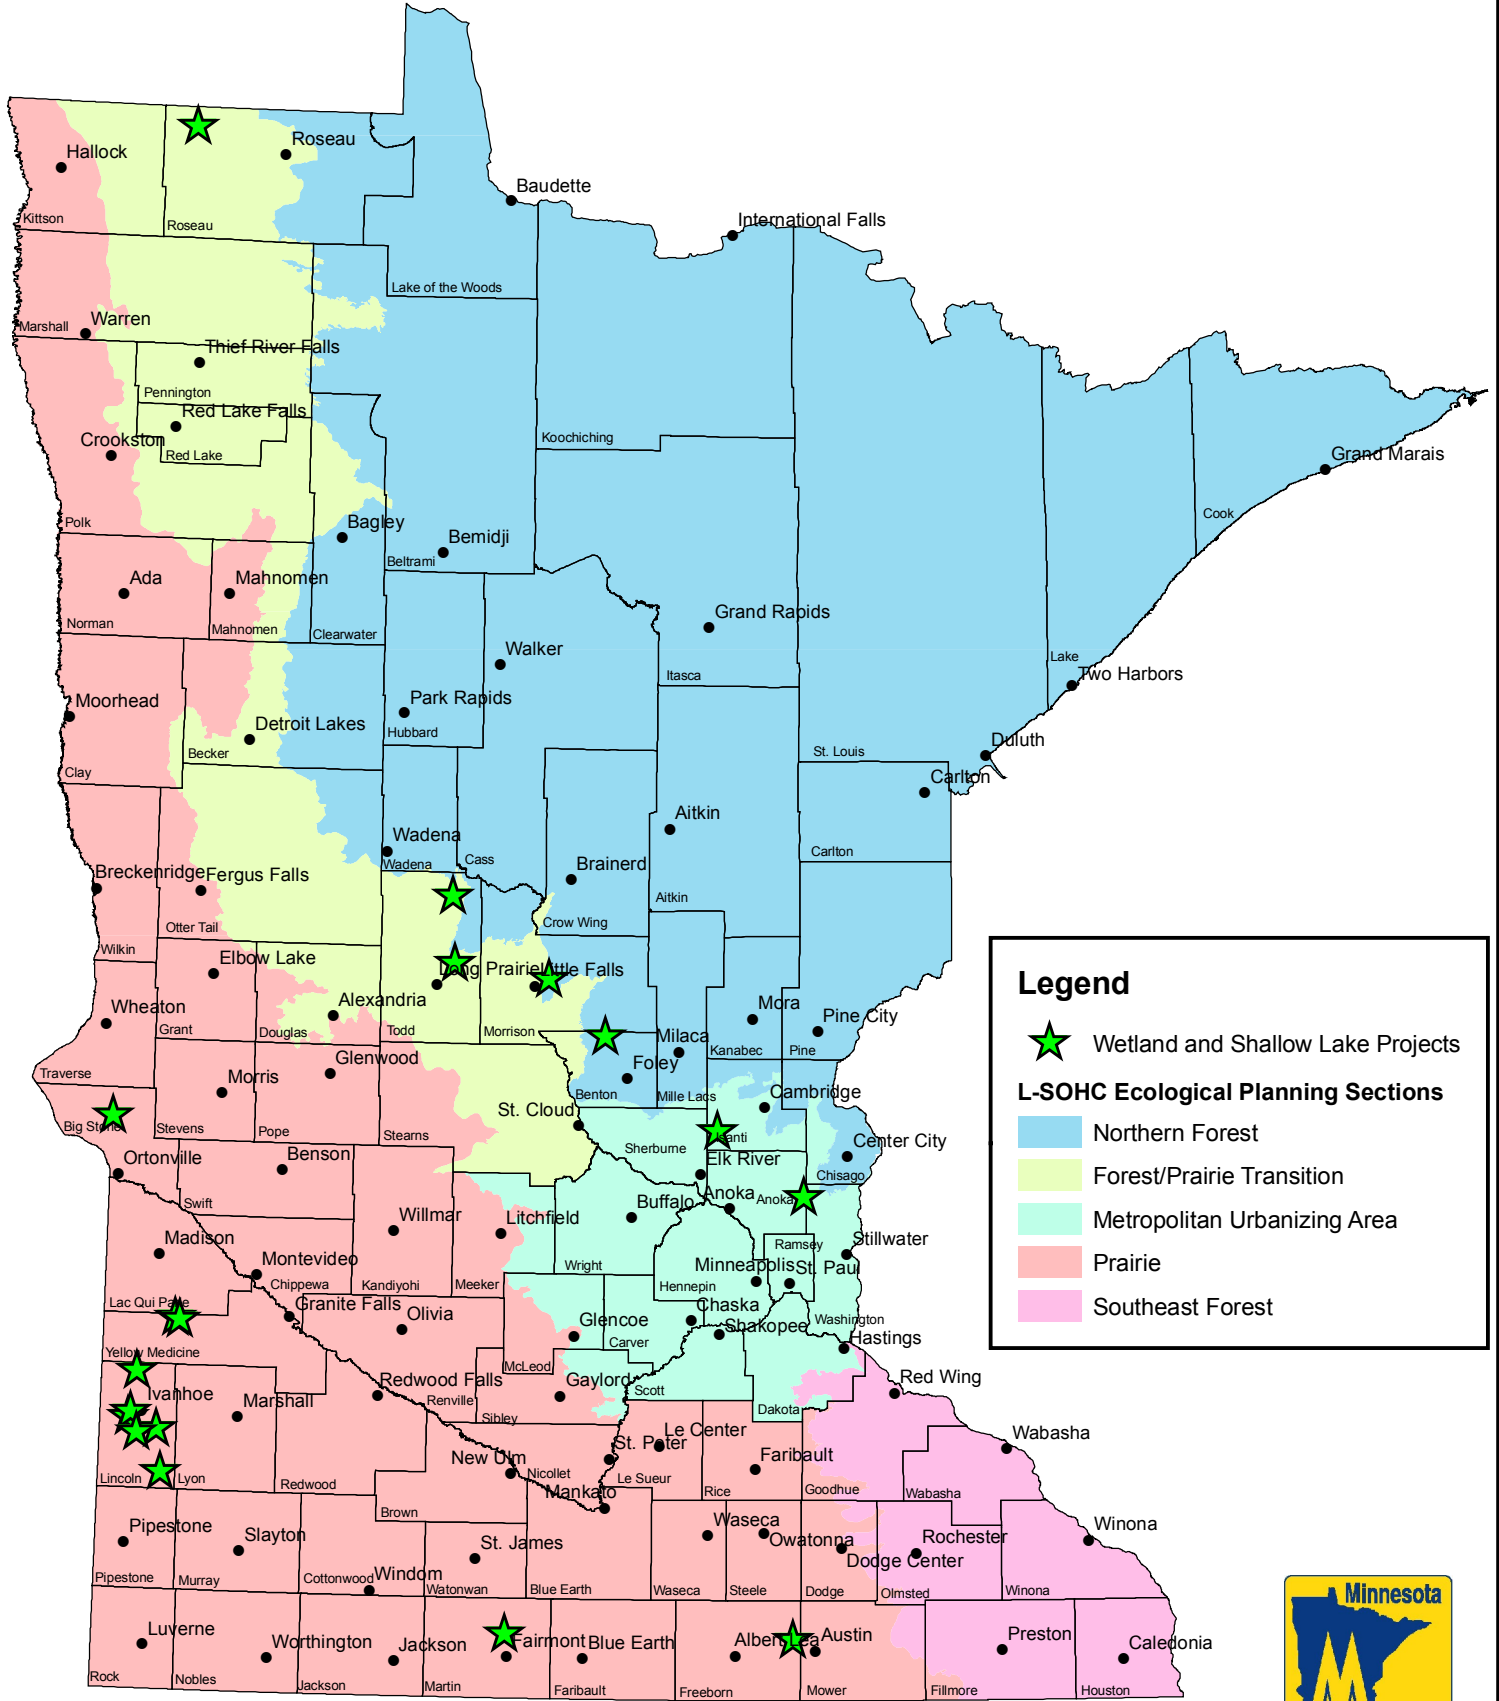 Roseau
Hallock
Baudette
Kittson
Roseau
International Falls
Lake of the Woods
Marshall
Warren
Thief River Falls
Pennington
Red Lake Falls
Crookston
Red Lake
Koochiching
Grand Marais
Polk
Bagley
Cook
Bemidji
Beltrami
Ada
Mahnomen
Norman
Mahnomen
Clearwater
Grand Rapids
Walker
Lake
Itasca
Two Harbors
Moorhead
Park Rapids
Detroit Lakes
Hubbard
Becker
St. Louis
Duluth
Clay
Carlton
Aitkin
Wadena
Carlton
Wadena
Cass
Brainerd
Breckenridge
Fergus Falls
Aitkin
Otter Tail
Crow Wing
Wilkin
Elbow Lake
Long Prairie
Little Falls
Alexandria
Wheaton
Mora
Pine City
Grant
Douglas
Todd
Morrison
Milaca
Kanabec
Pine
Glenwood
Foley
Traverse
Morris
Benton
Mille Lacs
Cambridge
St. Cloud
Big Stone
Stevens
Pope
Stearns
Isanti
Center City
Sherburne
Ortonville
Benson
Elk River
Chisago
Swift
Buffalo
Anoka
Anoka
Willmar
Litchfield
Madison
Stillwater
Ramsey
Montevideo
Wright
Minneapolis
St. Paul
Chippewa
Kandiyohi
Meeker
Hennepin
Lac Qui Parle
Granite Falls
Olivia
Chaska
Glencoe
Shakopee
Washington
Carver
Hastings
Yellow Medicine
McLeod
Redwood Falls
Gaylord
Red Wing
Ivanhoe
Marshall
Renville
Scott
Sibley
Dakota
Le Center
Wabasha
St. Peter
Faribault
New Ulm
Nicollet
Lincoln
Lyon
Redwood
Le Sueur
Rice
Goodhue
Wabasha
Mankato
Brown
Pipestone
Slayton
Waseca
Owatonna
Rochester
Winona
St. James
Dodge Center
Windom
Pipestone
Murray
Cottonwood
Watonwan
Blue Earth
Waseca
Steele
Dodge
Olmsted
Winona
Luverne
Worthington
Jackson
Fairmont
Blue Earth
Albert Lea
Austin
Preston
Caledonia
Rock
Nobles
Jackson
Martin
Faribault
Freeborn
Mower
Fillmore
Houston
Legend
Wetland and Shallow Lake Projects
L-SOHC Ecological Planning Sections
Northern Forest
Forest/Prairie Transition
Metropolitan Urbanizing Area
Prairie
Southeast Forest
Minnesota